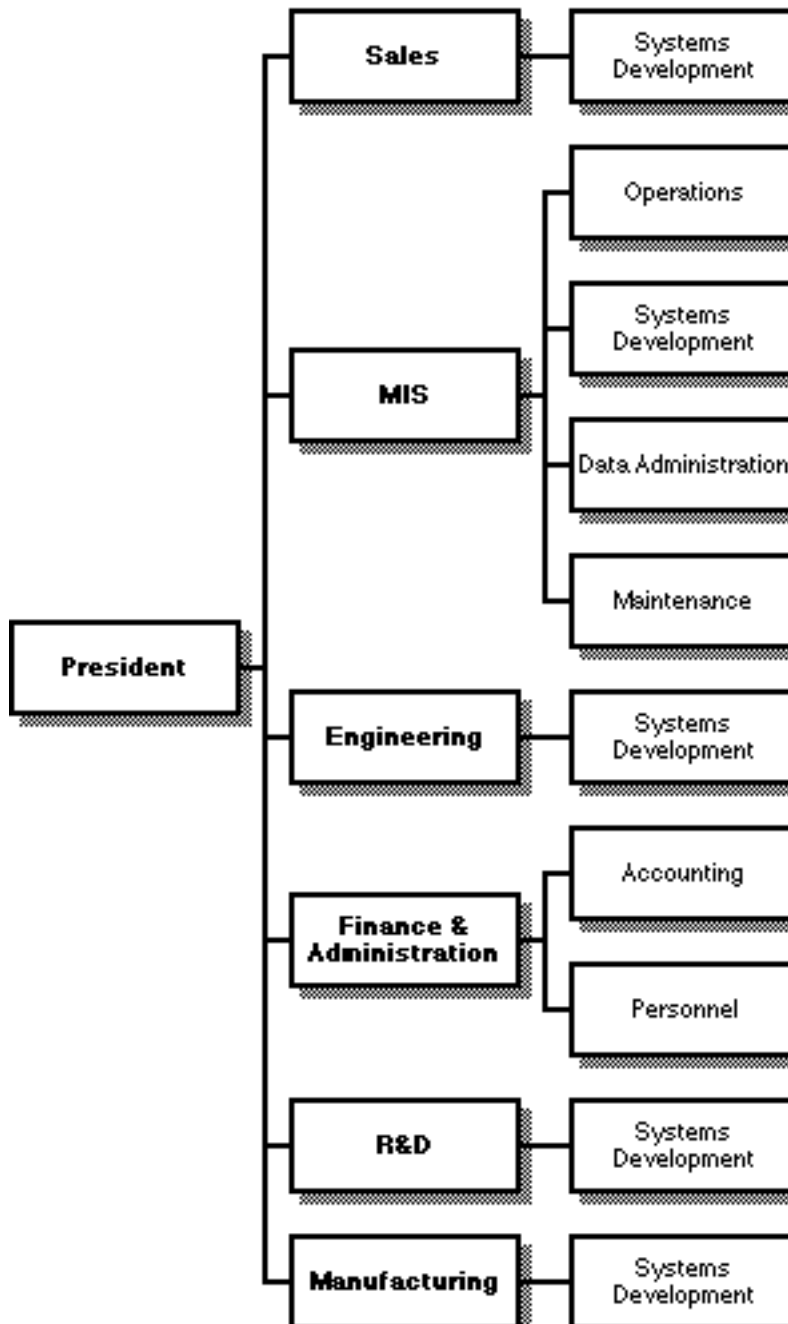 Sales
Systems
Development
Operations
Systems
Development
MIS
Data Administration
Maintenance
President
Engineering
Systems
Development
Accounting
Finance &
Administration
Personnel
R&D
Systems
Development
Manufacturing
Systems
Development